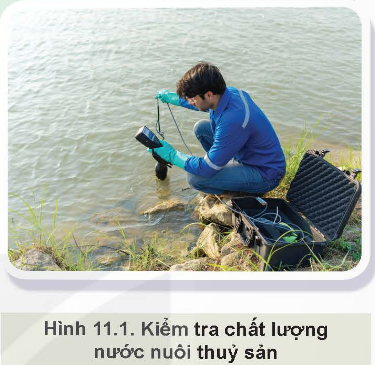 Hình 11.1. Kiểm tra chất lượng
nước nuôi thuỷ sản